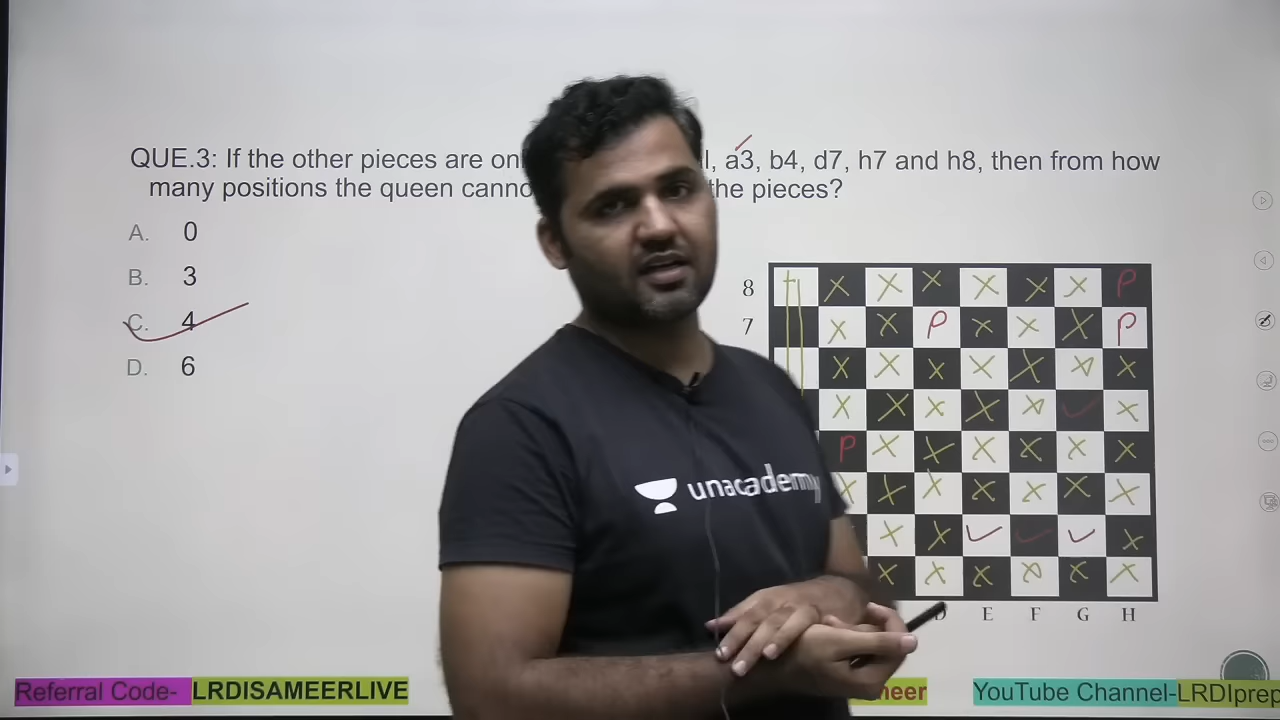 QUE.3: If the other pieces are on a3, b4, d7, h7 and h8, then from how
many positions the queen the pieces?
A. 0
B. 3
C. 4
D. 6
8
P
7
P
P
P
unacademy
E F G H
Referral Code- LRDISAMEERLIVE
YouTube Channel-LRDIprep